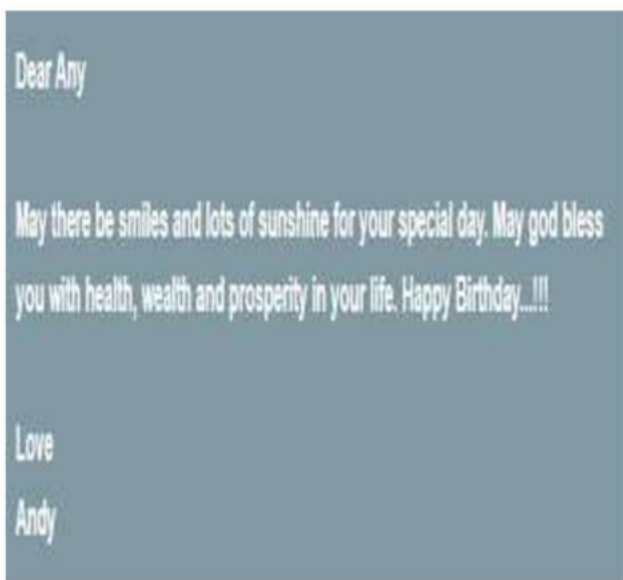 Dear Any
May there be smiles and lots of sunshine for your special day. May god bless
you with health, wealth and prosperity in your life. Happy Birthday...!!!
Love
Andy